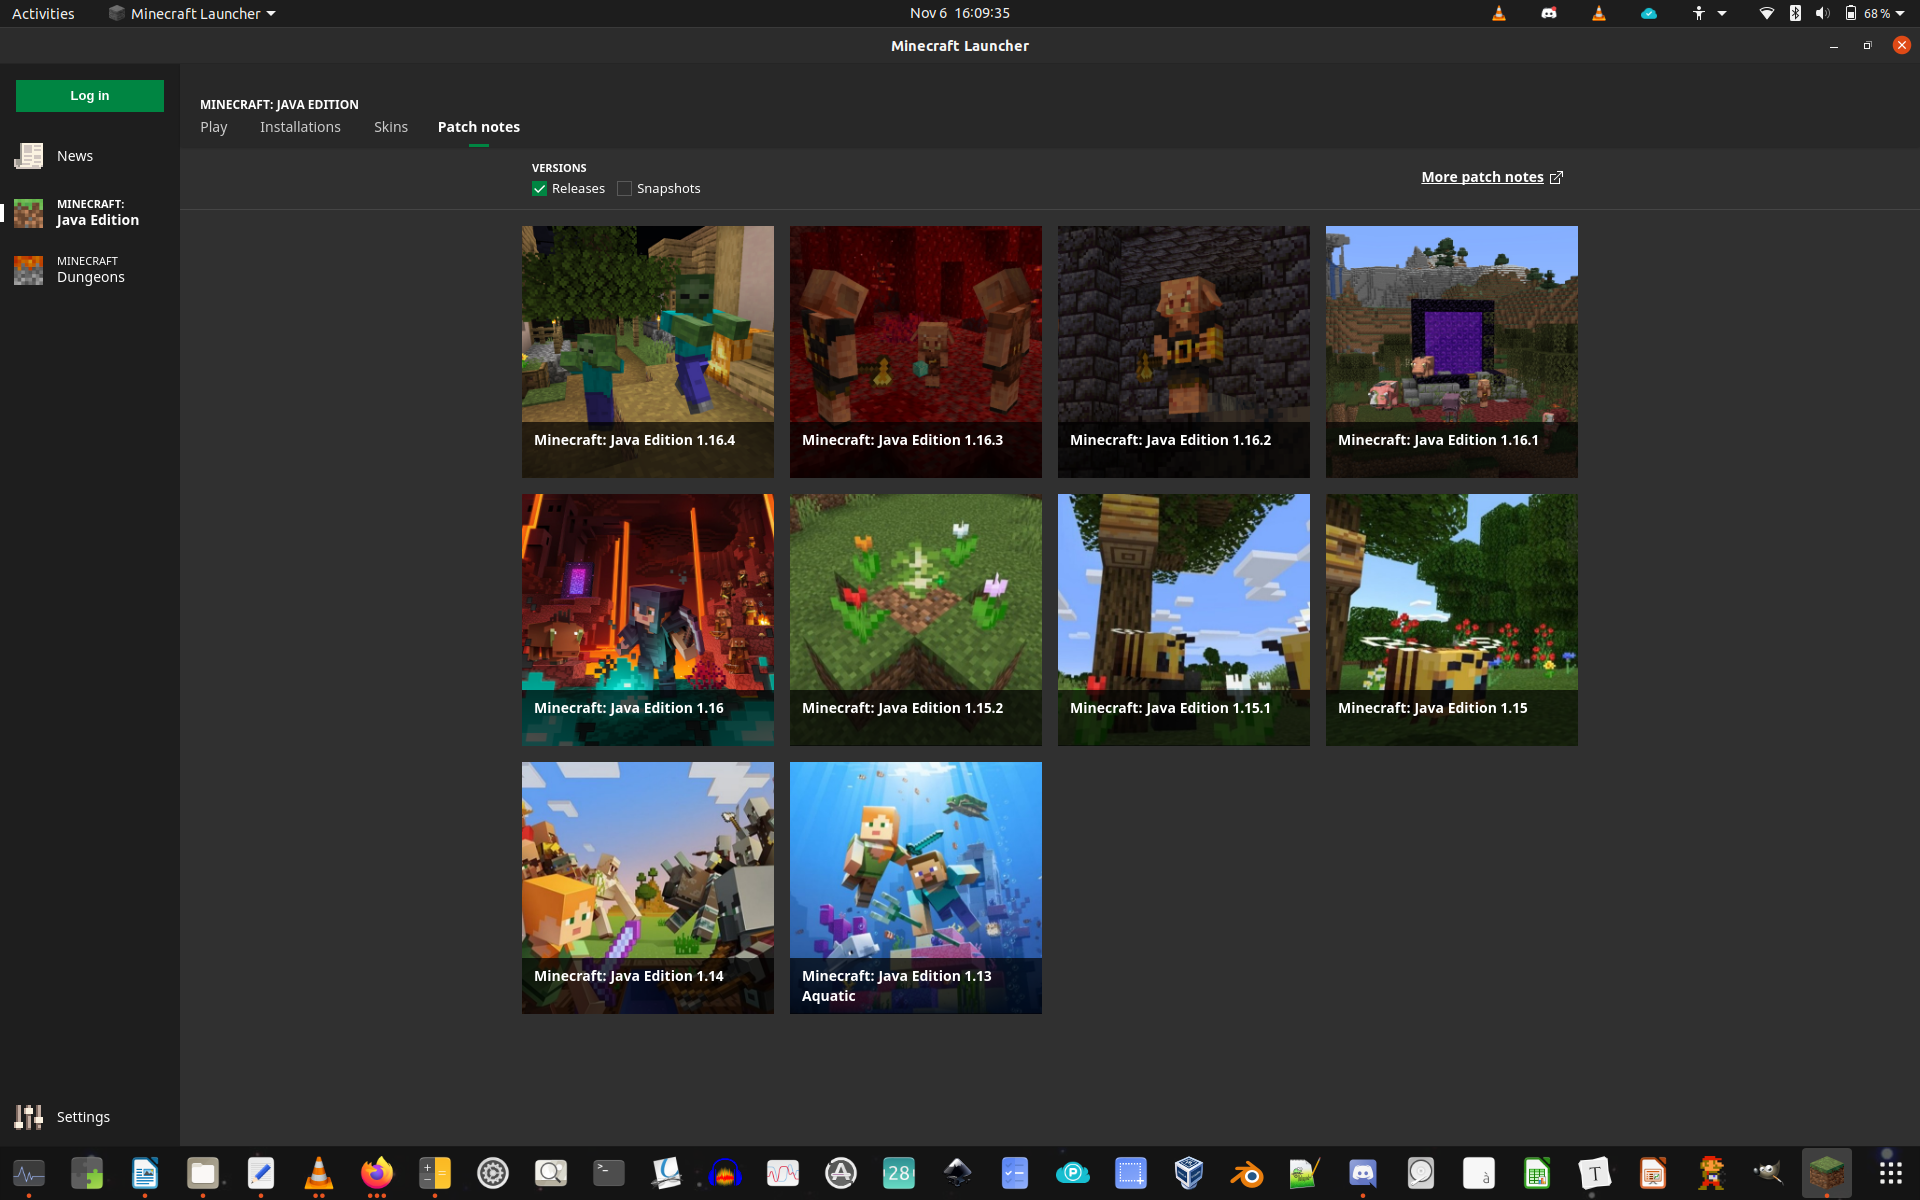 Activities
Minecraft Launcher
Nov 6 16:09:35
68 %
Minecraft Launcher
Log in
News
MINECRAFT:
Java Edition
MINECRAFT
Dungeons
Settings
MINECRAFT: JAVA EDITION
Play
Installations
Skins
Patch notes
VERSIONS
Releases
Snapshots
More patch notes
Minecraft: Java Edition 1.16.4
Minecraft: Java Edition 1.16.3
Minecraft: Java Edition 1.16.2
Minecraft: Java Edition 1.16.1
Minecraft: Java Edition 1.16
Minecraft: Java Edition 1.15.2
Minecraft: Java Edition 1.15.1
Minecraft: Java Edition 1.15
Minecraft: Java Edition 1.14
Minecraft: Java Edition 1.13
Aquatic
28
P
à
T